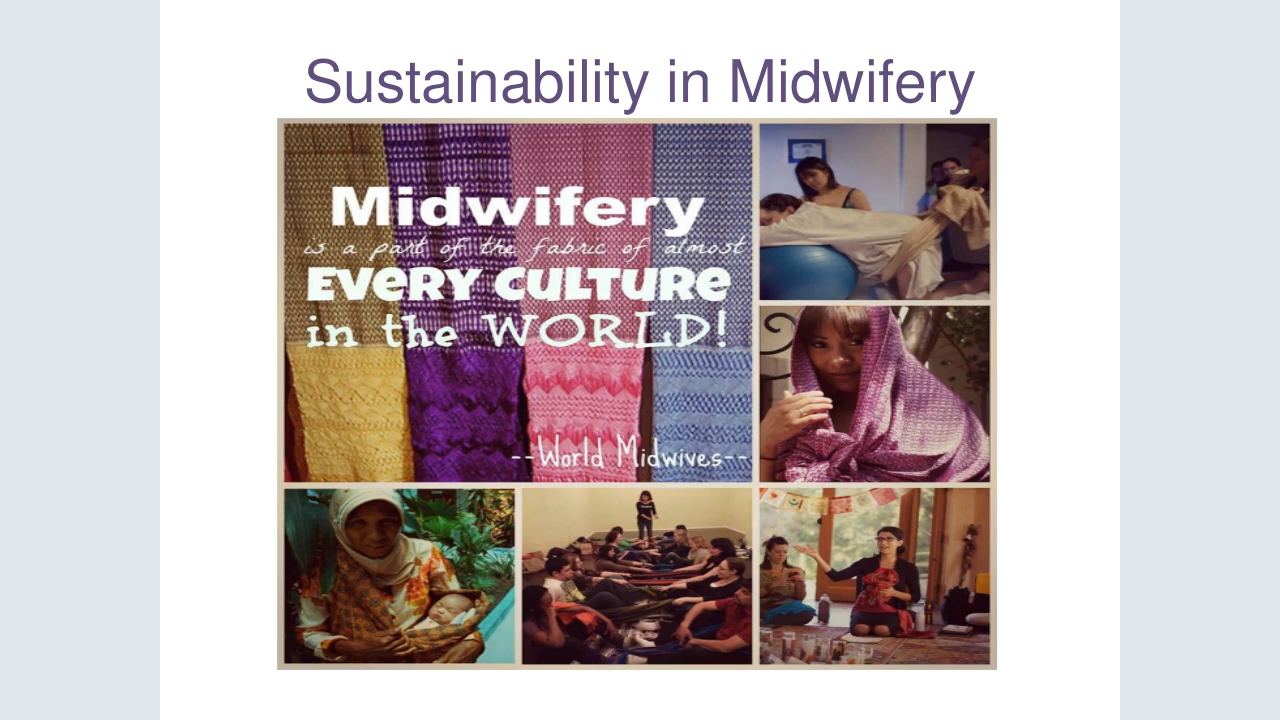 Sustainability in Midwifery
Midwifery
is a part of the fabric of almost
EVERY CULTURE
in the WORLD!
--World Midwives--